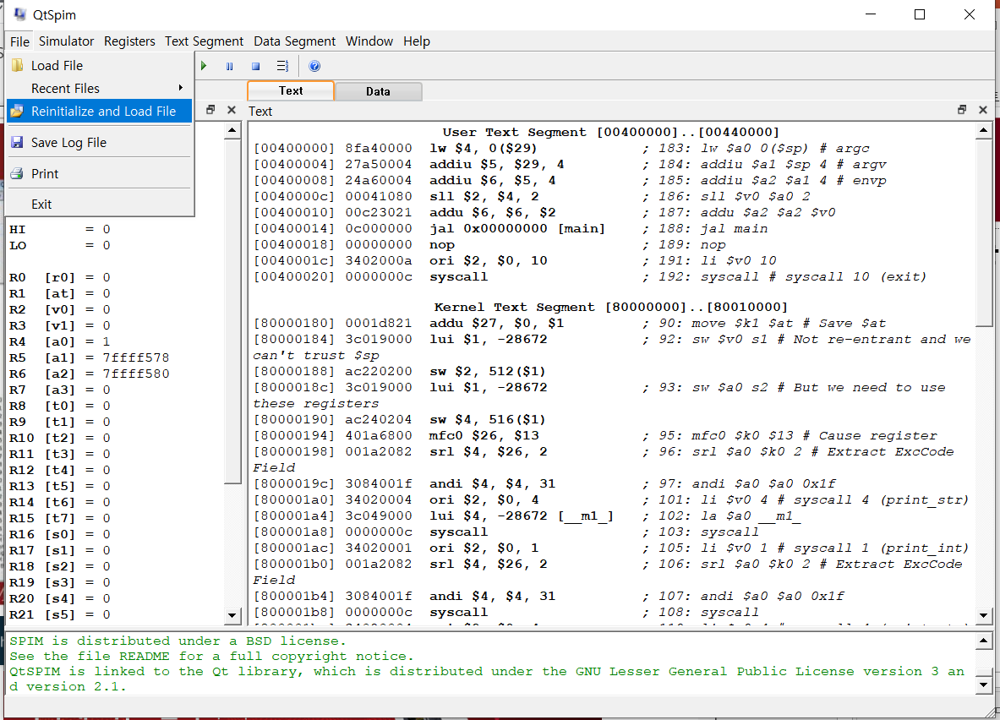 QtSpim
File Simulator Registers Text Segment Data Segment Window Help
Load File
Recent Files
Reinitialize and Load File
Save Log File
Print
Exit
Text Data
Text
HI = 0
LO = 0
R0 [r0] = 0
R1 [at] = 0
R2 [v0] = 0
R3 [v1] = 0
R4 [a0] = 1
R5 [a1] = 7ffff578
R6 [a2] = 7ffff580
R7 [a3] = 0
R8 [t0] = 0
R9 [t1] = 0
R10 [t2] = 0
R11 [t3] = 0
R12 [t4] = 0
R13 [t5] = 0
R14 [t6] = 0
R15 [t7] = 0
R16 [s0] = 0
R17 [s1] = 0
R18 [s2] = 0
R19 [s3] = 0
R20 [s4] = 0
R21 [s5] = 0
User Text Segment [00400000]..[00440000]
[00400000] 8fa40000 lw $4, 0($29) ; 183: lw $a0 0($sp) # argc
[00400004] 27a50004 addiu $5, $29, 4 ; 184: addiu $a1 $sp 4 # argv
[00400008] 24a60004 addiu $6, $5, 4 ; 185: addiu $a2 $a1 4 # envp
[0040000c] 00041080 sll $2, $4, 2 ; 186: sll $v0 $a0 2
[00400010] 00c23021 addu $6, $6, $2 ; 187: addu $a2 $a2 $v0
[00400014] 0c000000 jal 0x00000000 [main] ; 188: jal main
[00400018] 00000000 nop ; 189: nop
[0040001c] 3402000a ori $2, $0, 10 ; 191: li $v0 10
[00400020] 0000000c syscall ; 192: syscall # syscall 10 (exit)
Kernel Text Segment [80000000]..[80010000]
[80000180] 0001d821 addu $27, $0, $1 ; 90: move $k1 $at # Save $at
[80000184] 3c019000 lui $1, -28672 ; 92: sw $v0 s1 # Not re-entrant and we
can't trust $sp
[80000188] ac220200 sw $2, 512($1)
[8000018c] 3c019000 lui $1, -28672 ; 93: sw $a0 s2 # But we need to use
these registers
[80000190] ac240204 sw $4, 516($1)
[80000194] 401a6800 mfc0 $26, $13 ; 95: mfc0 $k0 $13 # Cause register
[80000198] 001a2082 srl $4, $26, 2 ; 96: srl $a0 $k0 2 # Extract ExcCode
Field
[8000019c] 3084001f andi $4, $4, 31 ; 97: andi $a0 $a0 0x1f
[800001a0] 34020004 ori $2, $0, 4 ; 101: li $v0 4 # syscall 4 (print_str)
[800001a4] 3c049000 lui $4, -28672 [__m1_] ; 102: la $a0 __m1_
[800001a8] 0000000c syscall ; 103: syscall
[800001ac] 34020001 ori $2, $0, 1 ; 105: li $v0 1 # syscall 1 (print_int)
[800001b0] 001a2082 srl $4, $26, 2 ; 106: srl $a0 $k0 2 # Extract ExcCode
Field
[800001b4] 3084001f andi $4, $4, 31 ; 107: andi $a0 $a0 0x1f
[800001b8] 0000000c syscall ; 108: syscall
SPIM is distributed under a BSD license.
See the file README for a full copyright notice.
QtSPIM is linked to the Qt library, which is distributed under the GNU Lesser General Public License version 3 an
d version 2.1.